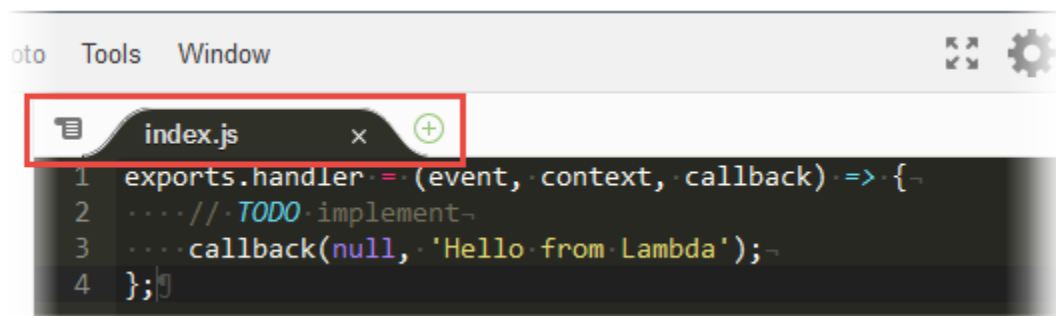 oto Tools Window
index.js ×
1 exports.handler = (event, context, callback) => {
2 // TODO implement
3 callback(null, 'Hello from Lambda');
4 };